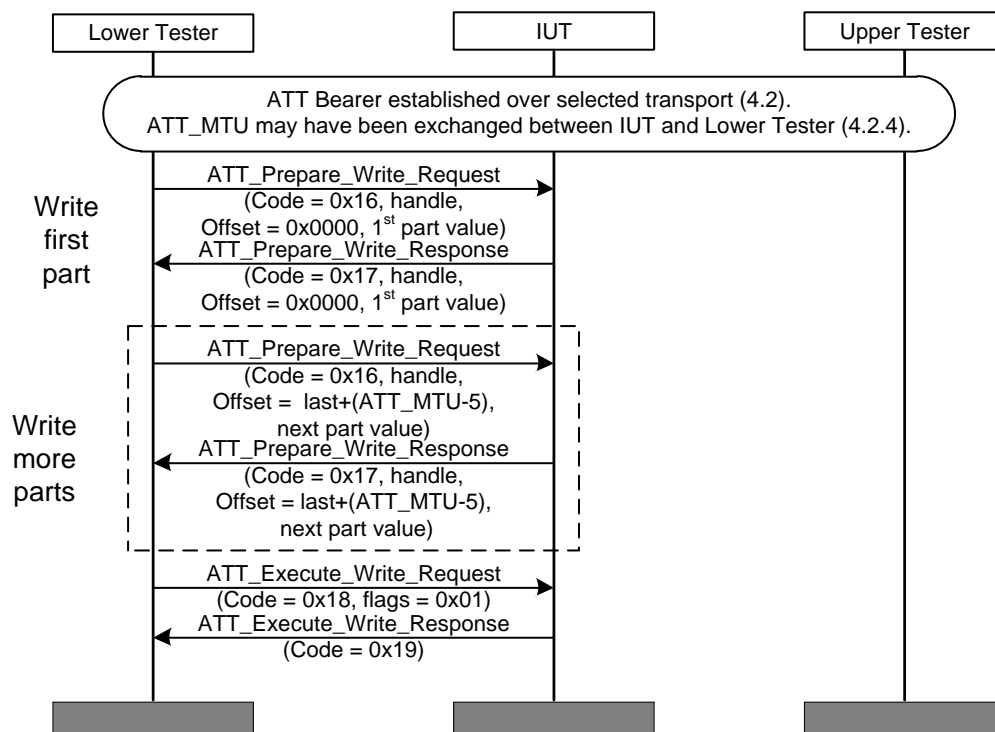 Lower Tester
IUT
Upper Tester
ATT Bearer established over selected transport (4.2).
ATT_MTU may have been exchanged between IUT and Lower Tester (4.2.4).
Write
first
part
ATT_Prepare_Write_Request
(Code = 0x16, handle,
Offset = 0x0000, 1st part value)
ATT_Prepare_Write_Response
(Code = 0x17, handle,
Offset = 0x0000, 1st part value)
Write
more
parts
ATT_Prepare_Write_Request
(Code = 0x16, handle,
Offset = last+(ATT_MTU-5),
next part value)
ATT_Prepare_Write_Response
(Code = 0x17, handle,
Offset = last+(ATT_MTU-5),
next part value)
ATT_Execute_Write_Request
(Code = 0x18, flags = 0x01)
ATT_Execute_Write_Response
(Code = 0x19)